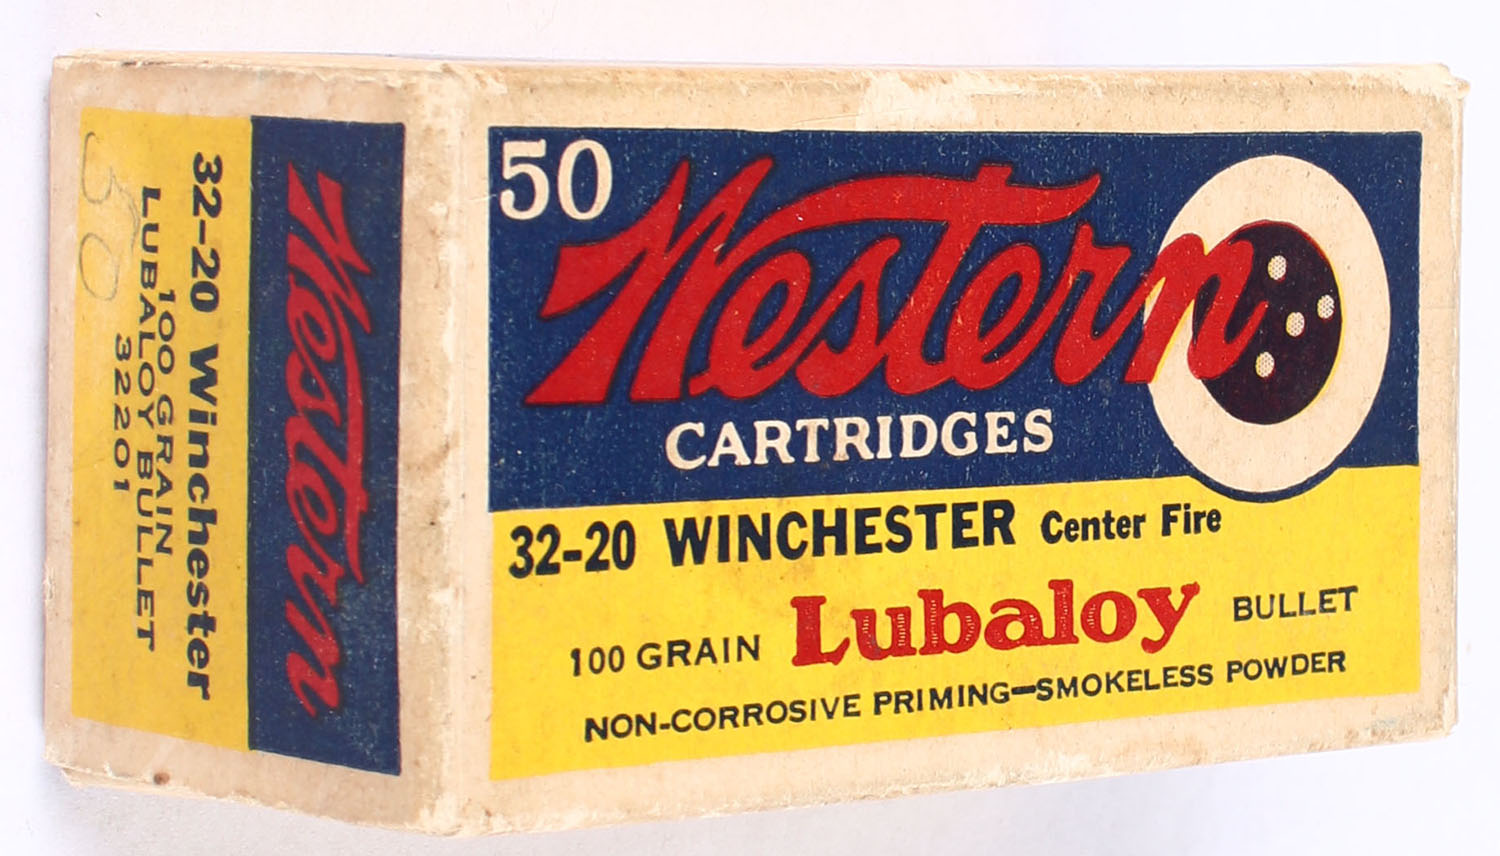 50
Western
CARTRIDGES
32-20 WINCHESTER Center Fire
100 GRAIN Lubaloy BULLET
NON-CORROSIVE PRIMING—SMOKELESS POWDER
Western
32-20 Winchester
100 GRAIN
LUBALOY BULLET
32201
50